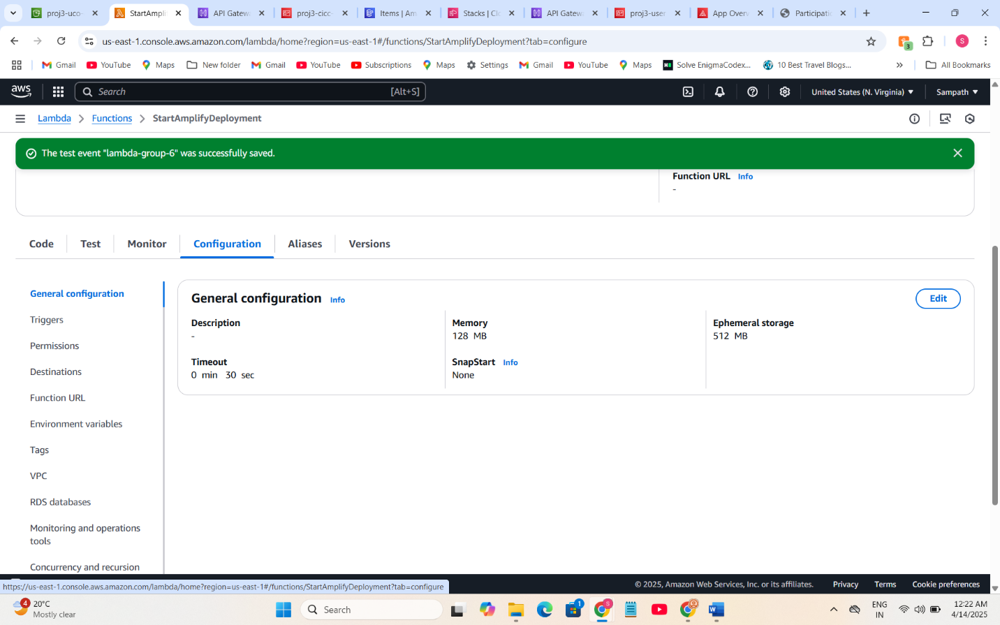 proj3-uco-
StartAmplif
API Gatew
proj3-cicc-
Items | Am
Stacks | Clo
API Gatew
proj3-user
App Over
Participatio
us-east-1.console.aws.amazon.com/lambda/home?region=us-east-1#/functions/StartAmplifyDeployment?tab=configure
3
S
Gmail
YouTube
Maps
New folder
Gmail
YouTube
Subscriptions
Maps
Settings
Gmail
YouTube
Maps
Solve EnigmaCodex...
10 Best Travel Blogs...
All Bookmarks
aws
Search
[Alt+S]
United States (N. Virginia)
Sampath
Lambda
Functions
StartAmplifyDeployment
The test event "lambda-group-6" was successfully saved.
Function URL Info
-
Code
Test
Monitor
Configuration
Aliases
Versions
General configuration
Triggers
Permissions
Destinations
Function URL
Environment variables
Tags
VPC
RDS databases
Monitoring and operations
tools
Concurrency and recursion
General configuration Info
Edit
Description
-
Memory
128 MB
Ephemeral storage
512 MB
Timeout
0 min 30 sec
SnapStart Info
None
https://us-east-1.console.aws.amazon.com/lambda/home?region=us-east-1#/functions/StartAmplifyDeployment?tab=configure
© 2025, Amazon Web Services, Inc. or its affiliates.
Privacy
Terms
Cookie preferences
4
20°C
Mostly clear
Search
1
S
ENG
IN
12:22 AM
4/14/2025